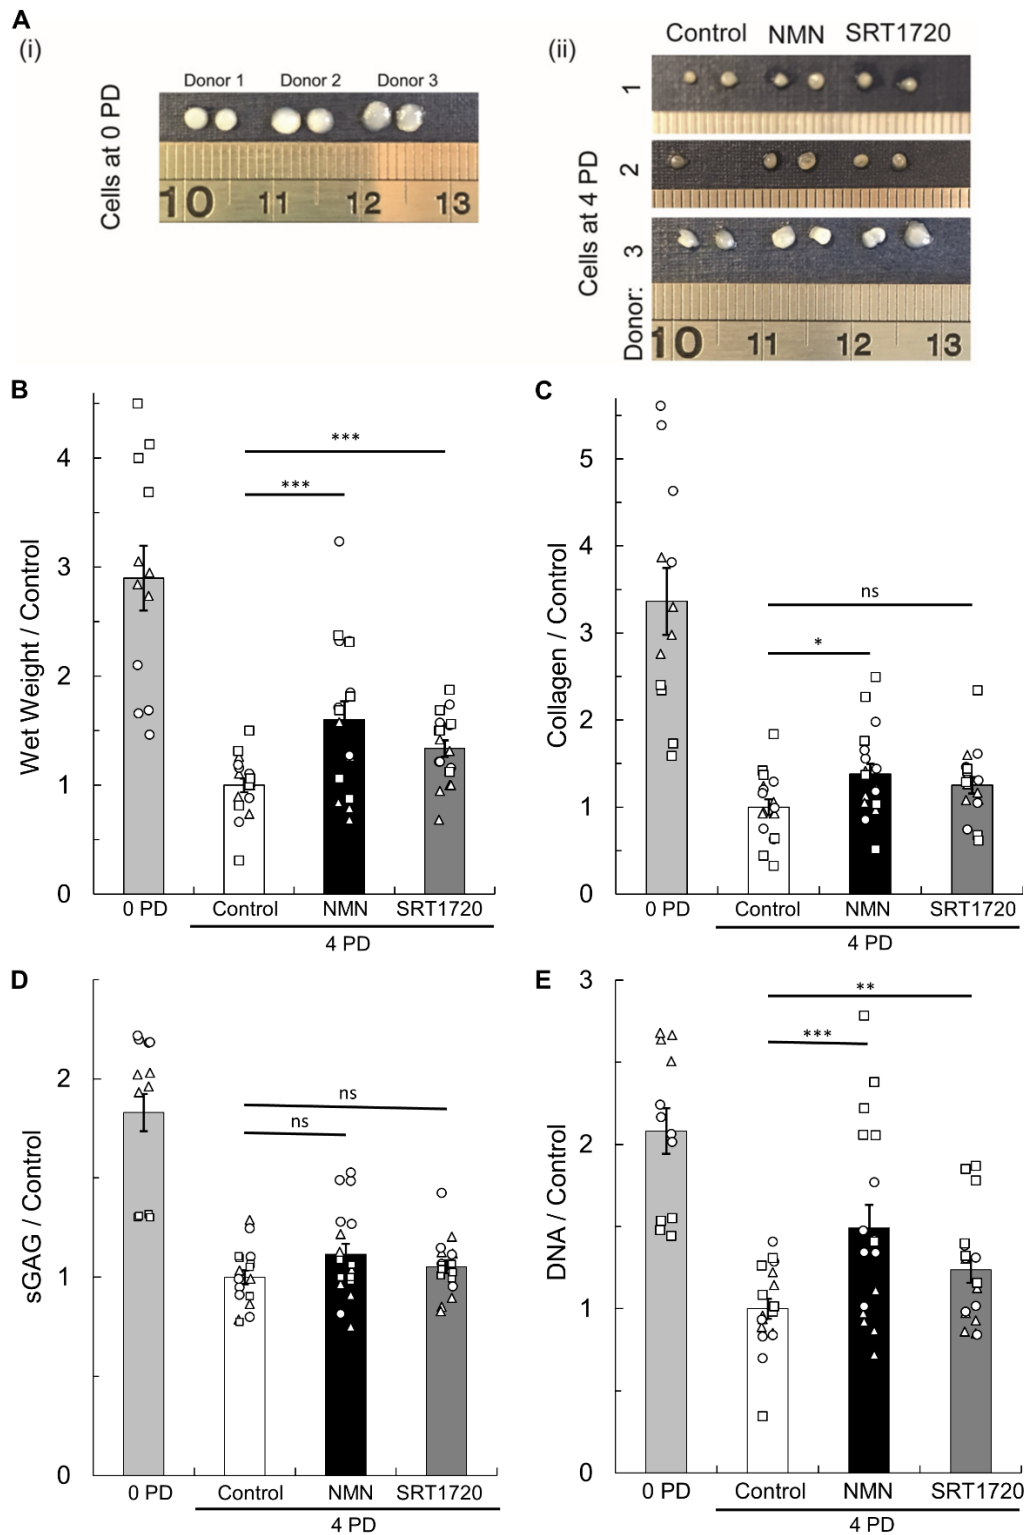 A
(i)
Donor 1 Donor 2 Donor 3
Cells at 0 PD
10 11 12 13
(ii)
Control NMN SRT1720
Cells at 4 PD
Donor: 3 2 1
10 11 12 13
B
Wet Weight / Control
4
3
2
1
0
***
***
0 PD Control NMN SRT1720
4 PD
C
Collagen / Control
5
4
3
2
1
0
ns
*
0 PD Control NMN SRT1720
4 PD
D
sGAG / Control
2
1
0
ns
ns
0 PD Control NMN SRT1720
4 PD
E
DNA / Control
3
2
1
0
**
***
0 PD Control NMN SRT1720
4 PD